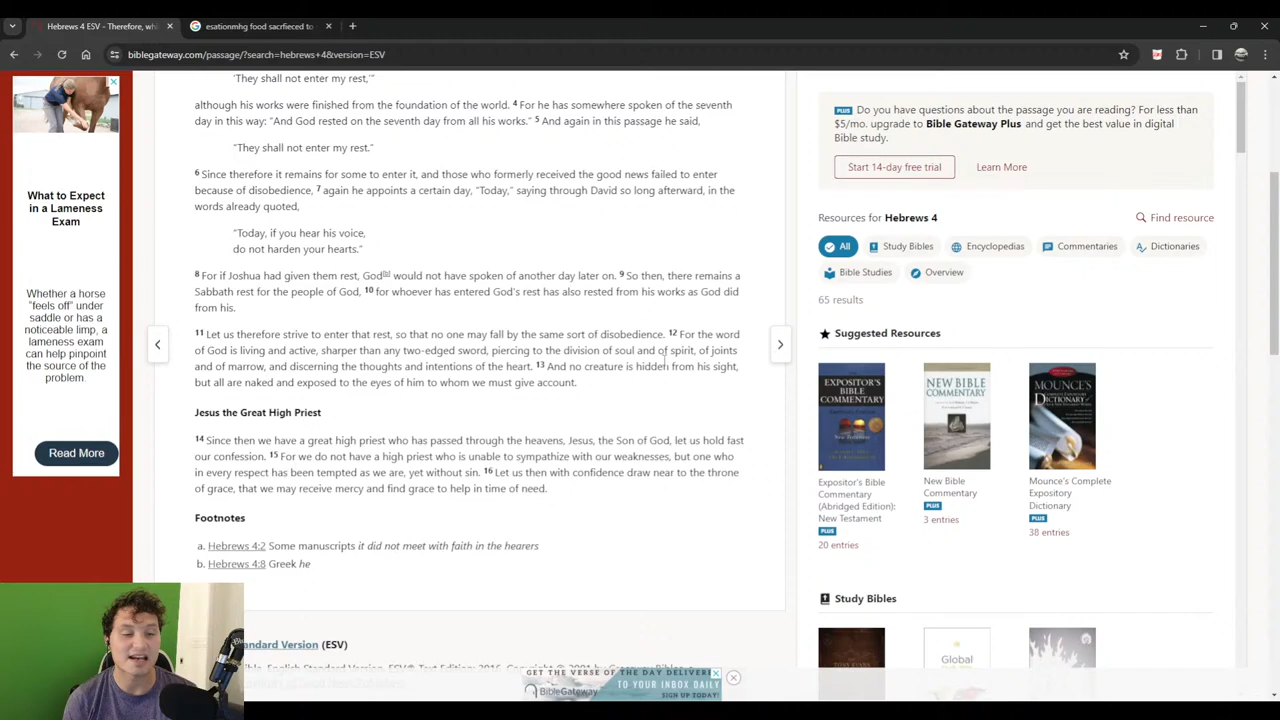 Hebrews 4 ESV - Therefore, whi
esationmhg food sacrfieced to
biblegateway.com/passage/?search=hebrews+4&version=ESV
What to Expect
in a Lameness
Exam
Whether a horse
"feels off" under
saddle or has a
noticeable limp, a
lameness exam
can help pinpoint
the source of the
problem.
Read More
'They shall not enter my rest,'"
although his works were finished from the foundation of the world. 4 For he has somewhere spoken of the seventh
day in this way: "And God rested on the seventh day from all his works." 5 And again in this passage he said,
"They shall not enter my rest."
6 Since therefore it remains for some to enter it, and those who formerly received the good news failed to enter
because of disobedience, 7 again he appoints a certain day, "Today," saying through David so long afterward, in the
words already quoted,
"Today, if you hear his voice,
do not harden your hearts."
8 For if Joshua had given them rest, God[b] would not have spoken of another day later on. 9 So then, there remains a
Sabbath rest for the people of God, 10 for whoever has entered God's rest has also rested from his works as God did
from his.
11 Let us therefore strive to enter that rest, so that no one may fall by the same sort of disobedience. 12 For the word
of God is living and active, sharper than any two-edged sword, piercing to the division of soul and of spirit, of joints
and of marrow, and discerning the thoughts and intentions of the heart. 13 And no creature is hidden from his sight,
but all are naked and exposed to the eyes of him to whom we must give account.
Jesus the Great High Priest
14 Since then we have a great high priest who has passed through the heavens, Jesus, the Son of God, let us hold fast
our confession. 15 For we do not have a high priest who is unable to sympathize with our weaknesses, but one who
in every respect has been tempted as we are, yet without sin. 16 Let us then with confidence draw near to the throne
of grace, that we may receive mercy and find grace to help in time of need.
Footnotes
a. Hebrews 4:2 Some manuscripts it did not meet with faith in the hearers
b. Hebrews 4:8 Greek he
andard Version (ESV)
GET THE VERSE OF THE DAY DELIVERE
TO YOUR INBOX DAILY
BibleGateway
SIGN UP TODAY!
PLUS Do you have questions about the passage you are reading? For less than
$5/mo. upgrade to Bible Gateway Plus and get the best value in digital
Bible study.
Start 14-day free trial
Learn More
Resources for Hebrews 4
Find resource
All
Study Bibles
Encyclopedias
Commentaries
Dictionaries
Bible Studies
Overview
65 results
Suggested Resources
EXPOSITOR'S
BIBLE
COMMENTARY
NEW BIBLE
COMMENTARY
MOUNCE'S
DICTIONARY
Expositor's Bible
Commentary
(Abridged Edition):
New Testament
PLUS
20 entries
New Bible
Commentary
PLUS
3 entries
Mounce's Complete
Expository
Dictionary
PLUS
38 entries
Study Bibles
Global